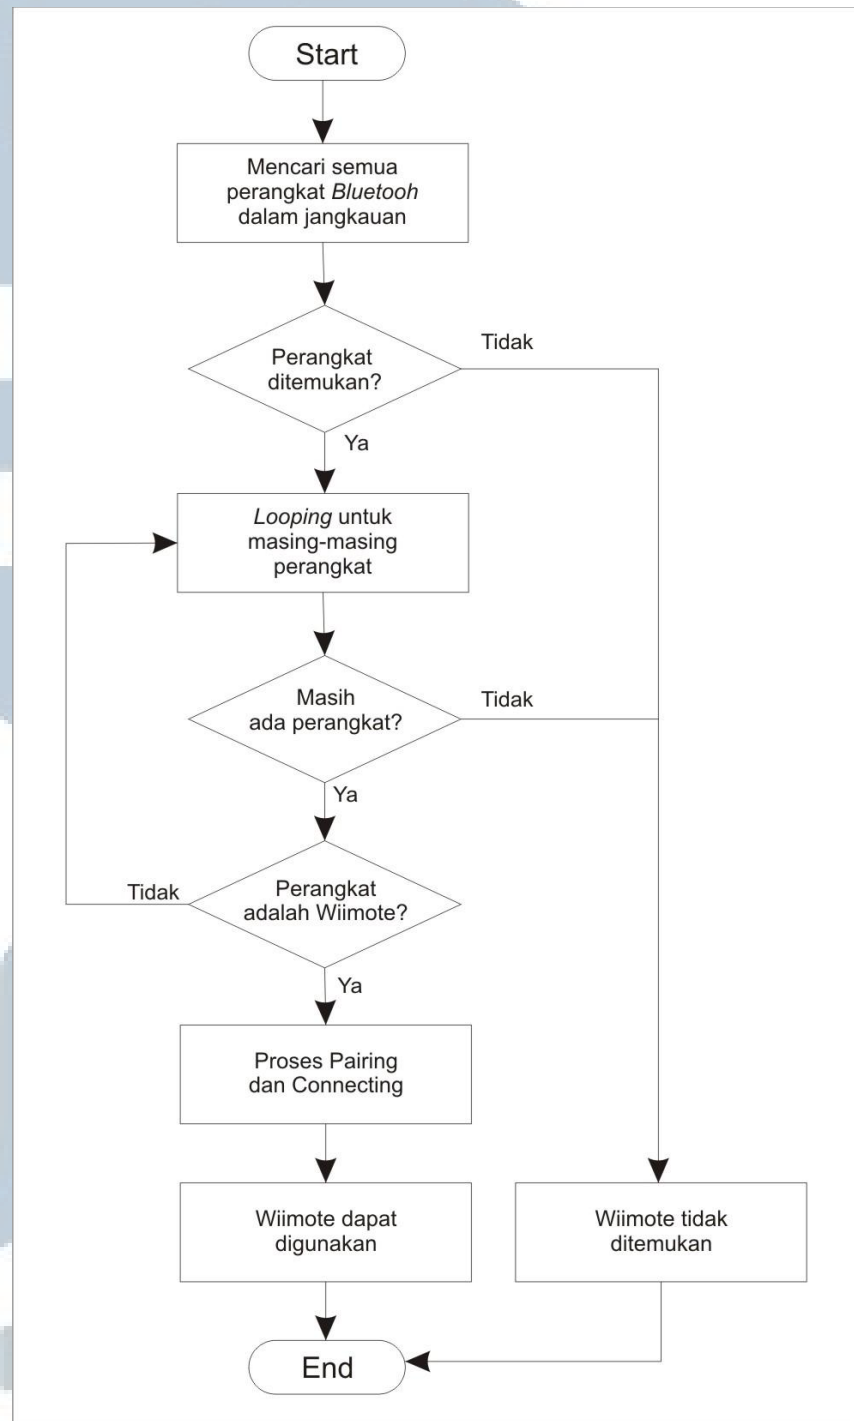 Start
Mencari semua
perangkat Bluetooh
dalam jangkauan
Perangkat
ditemukan?
Tidak
Ya
Looping untuk
masing-masing
perangkat
Masih
ada perangkat?
Tidak
Ya
Perangkat
adalah Wiimote?
Tidak
Ya
Proses Pairing
dan Connecting
Wiimote dapat
digunakan
Wiimote tidak
ditemukan
End